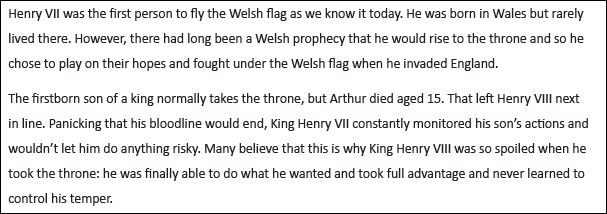 Henry VII was the first person to fly the Welsh flag as we know it today. He was born in Wales but rarely
lived there. However, there had long been a Welsh prophecy that he would rise to the throne and so he
chose to play on their hopes and fought under the Welsh flag when he invaded England.
The firstborn son of a king normally takes the throne, but Arthur died aged 15. That left Henry VIII next
in line. Panicking that his bloodline would end, King Henry VII constantly monitored his son's actions and
wouldn't let him do anything risky. Many believe that this is why King Henry VIII was so spoiled when he
took the throne: he was finally able to do what he wanted and took full advantage and never learned to
control his temper.